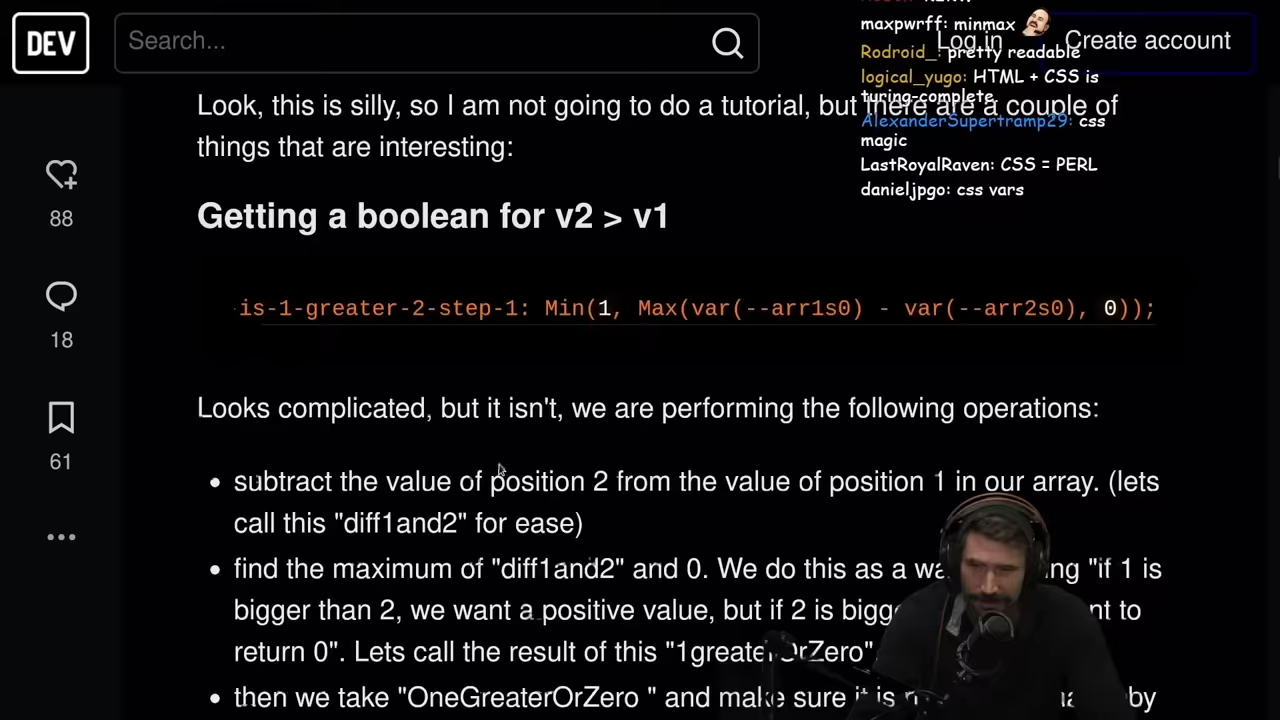 DEV
Search...
Log in
Create account
maxpwrff: minmax
Rodroid_: pretty readable
logical_yugo: HTML + CSS is
turing-complete
AlexanderSupertramp29: css
magic
LastRoyalRaven: CSS = PERL
danieljpgo: css vars
Look, this is silly, so I am not going to do a tutorial, but there are a couple of
things that are interesting:
88
Getting a boolean for v2 > v1
is-1-greater-2-step-1: Min(1, Max(var(--arr1s0) - var(--arr2s0), 0));
18
Looks complicated, but it isn't, we are performing the following operations:
61
subtract the value of position 2 from the value of position 1 in our array. (lets
call this "diff1and2" for ease)
find the maximum of "diff1and2" and 0. We do this as a "if 1 is
bigger than 2, we want a positive value, but if 2 is to
return 0". Lets call the result of this "1greaterOrZero"
then we take "OneGreaterOrZero " and make sure it is by